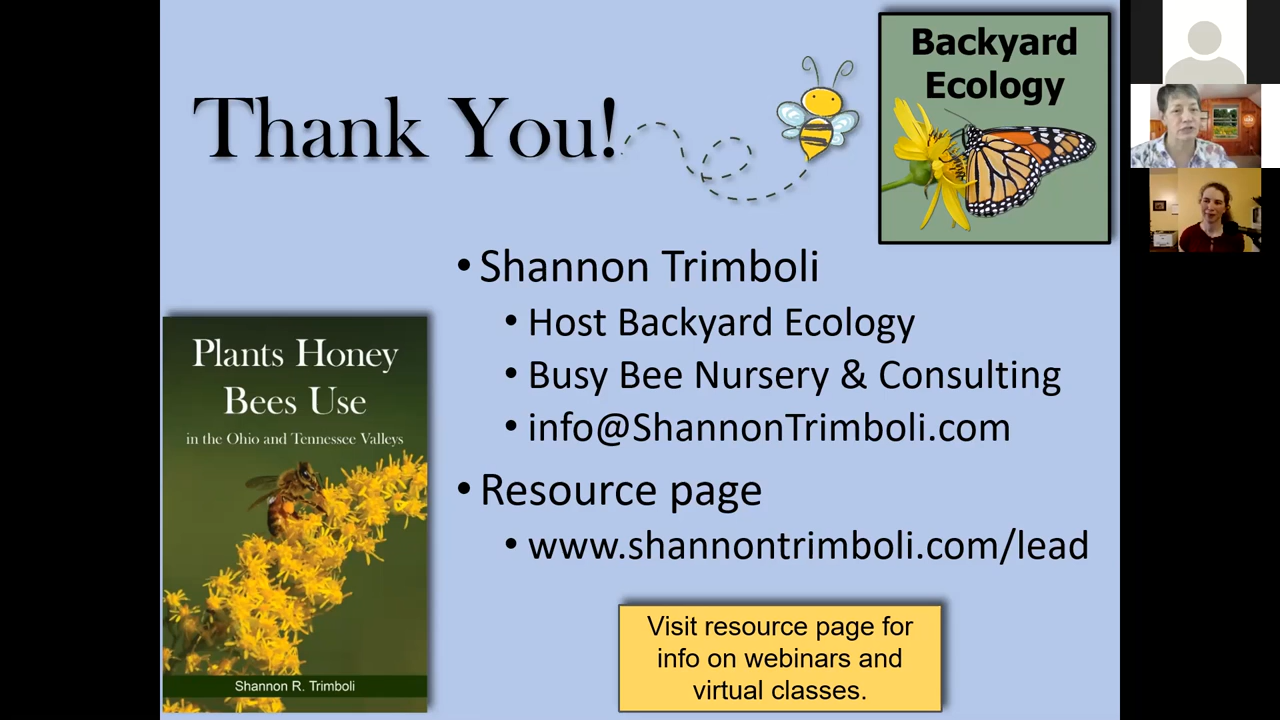 Thank You!
Backyard
Ecology
• Shannon Trimboli
• Host Backyard Ecology
• Busy Bee Nursery & Consulting
• info@ShannonTrimboli.com
• Resource page
• www.shannontrimboli.com/lead
Plants Honey
Bees Use
in the Ohio and Tennessee Valleys
Shannon R. Trimboli
Visit resource page for
info on webinars and
virtual classes.